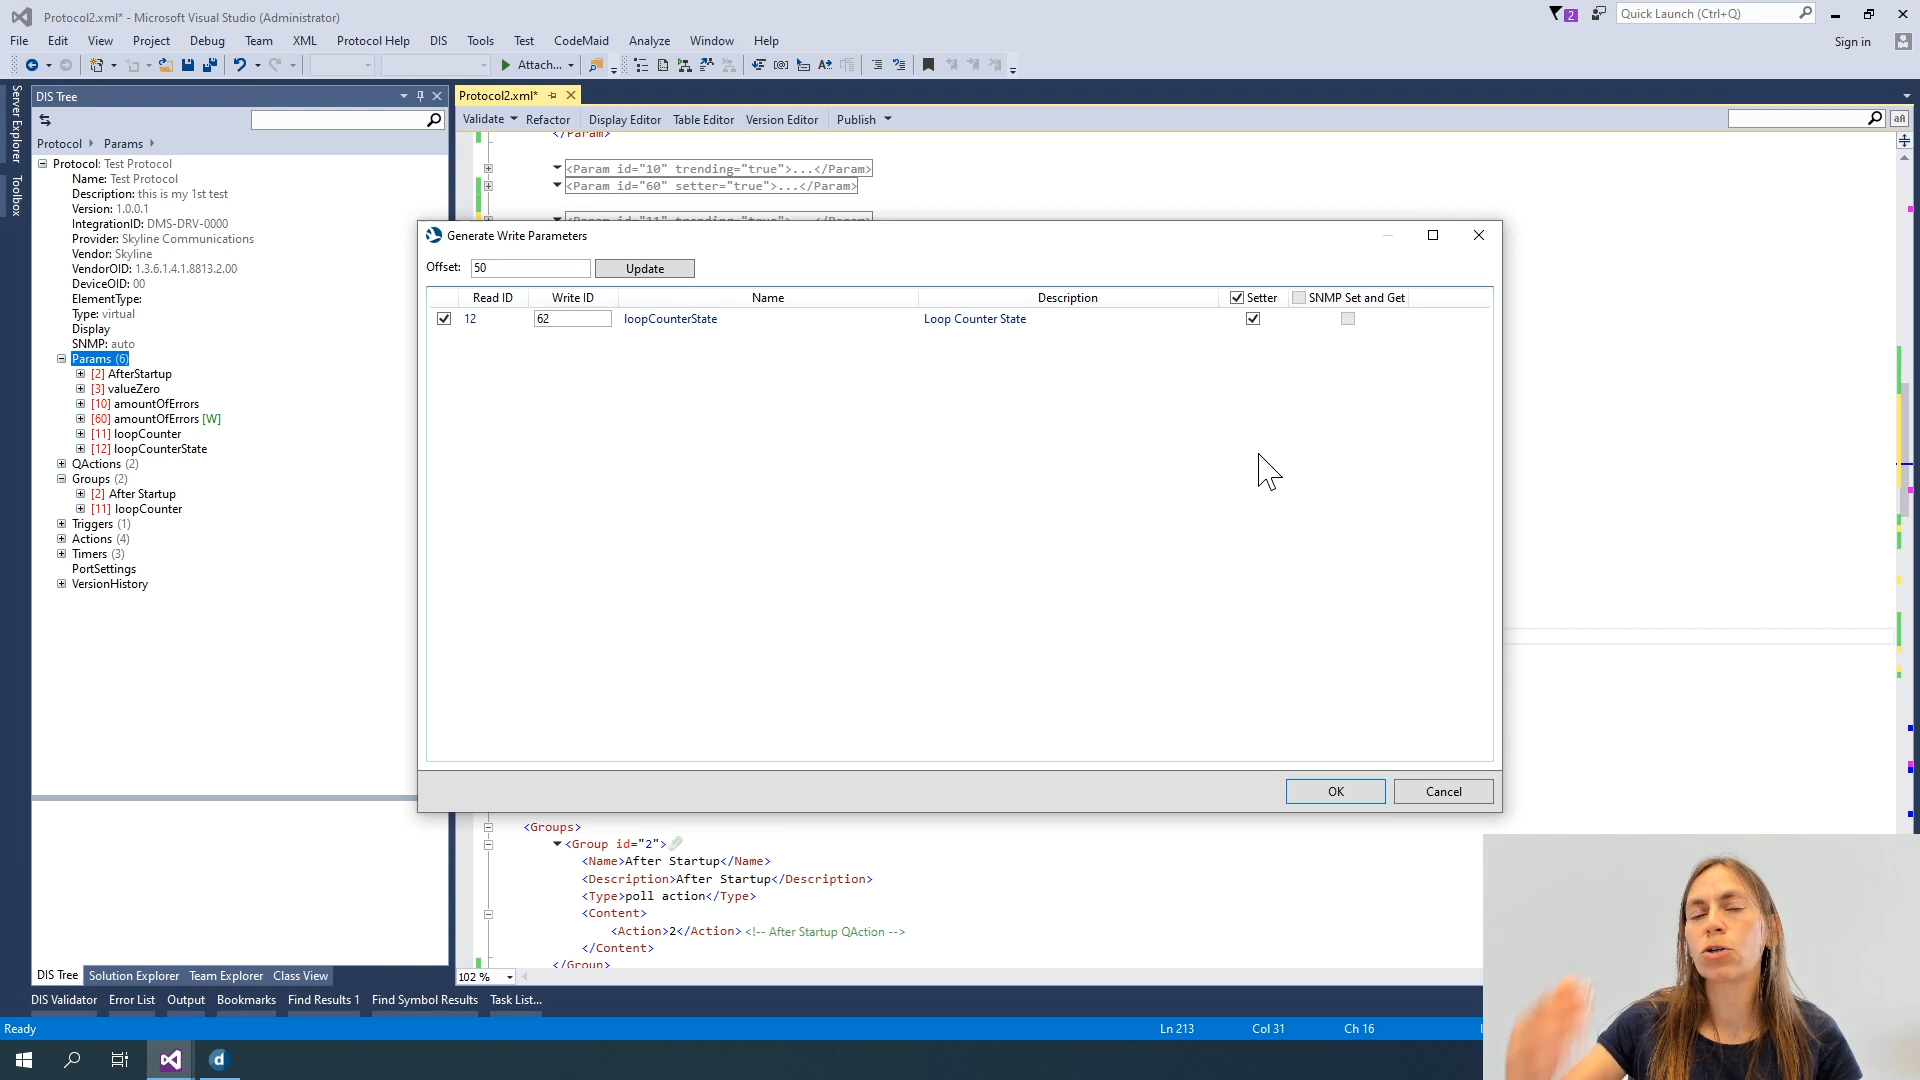 Protocol2.xml* - Microsoft Visual Studio (Administrator)
2
Quick Launch (Ctrl+Q)
File Edit View Project Debug Team XML Protocol Help DIS Tools Test CodeMaid Analyze Window Help
Sign in
Attach...
Server Explorer
Toolbox
DIS Tree
Protocol2.xml*
Validate Refactor Display Editor Table Editor Version Editor Publish
Protocol Params
Protocol: Test Protocol
Name: Test Protocol
Description: this is my 1st test
Version: 1.0.0.1
IntegrationID: DMS-DRV-0000
Provider: Skyline Communications
Vendor: Skyline
VendorOID: 1.3.6.1.4.1.8813.2.00
DeviceOID: 00
ElementType:
Type: virtual
Display
SNMP: auto
Params (6)
[2] AfterStartup
[3] valueZero
[10] amountOfErrors
[60] amountOfErrors [W]
[11] loopCounter
[12] loopCounterState
QActions (2)
Groups (2)
[2] After Startup
[11] loopCounter
Triggers (1)
Actions (4)
Timers (3)
PortSettings
VersionHistory
</Param>
<Param id="10" trending="true">...</Param>
<Param id="60" setter="true">...</Param>
<Param id="11" trending="true">...</Param>
Generate Write Parameters
Offset: 50 Update
Read ID Write ID Name Description Setter SNMP Set and Get
12 62 loopCounterState Loop Counter State
OK Cancel
<Groups>
<Group id="2">
<Name>After Startup</Name>
<Description>After Startup</Description>
<Type>poll action</Type>
<Content>
<Action>2</Action> <!-- After Startup QAction -->
</Content>
</Group>
102 %
DIS Tree Solution Explorer Team Explorer Class View
DIS Validator Error List Output Bookmarks Find Results 1 Find Symbol Results Task List...
Ready Ln 213 Col 31 Ch 16